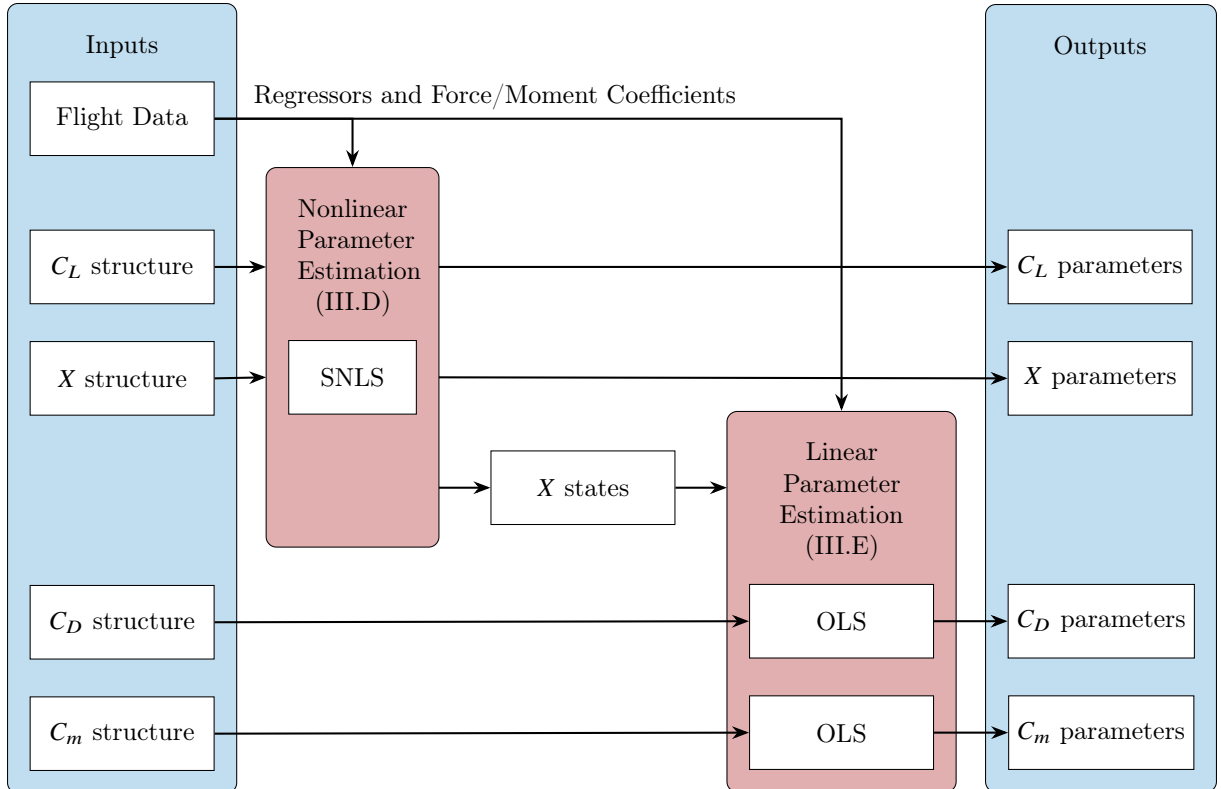 Inputs
Outputs
Regressors and Force/Moment Coefficients
Flight Data
Nonlinear
Parameter
Estimation
(III.D)
C_L structure
C_L parameters
X structure
SNLS
X parameters
X states
Linear
Parameter
Estimation
(III.E)
C_D structure
OLS
C_D parameters
C_m structure
OLS
C_m parameters